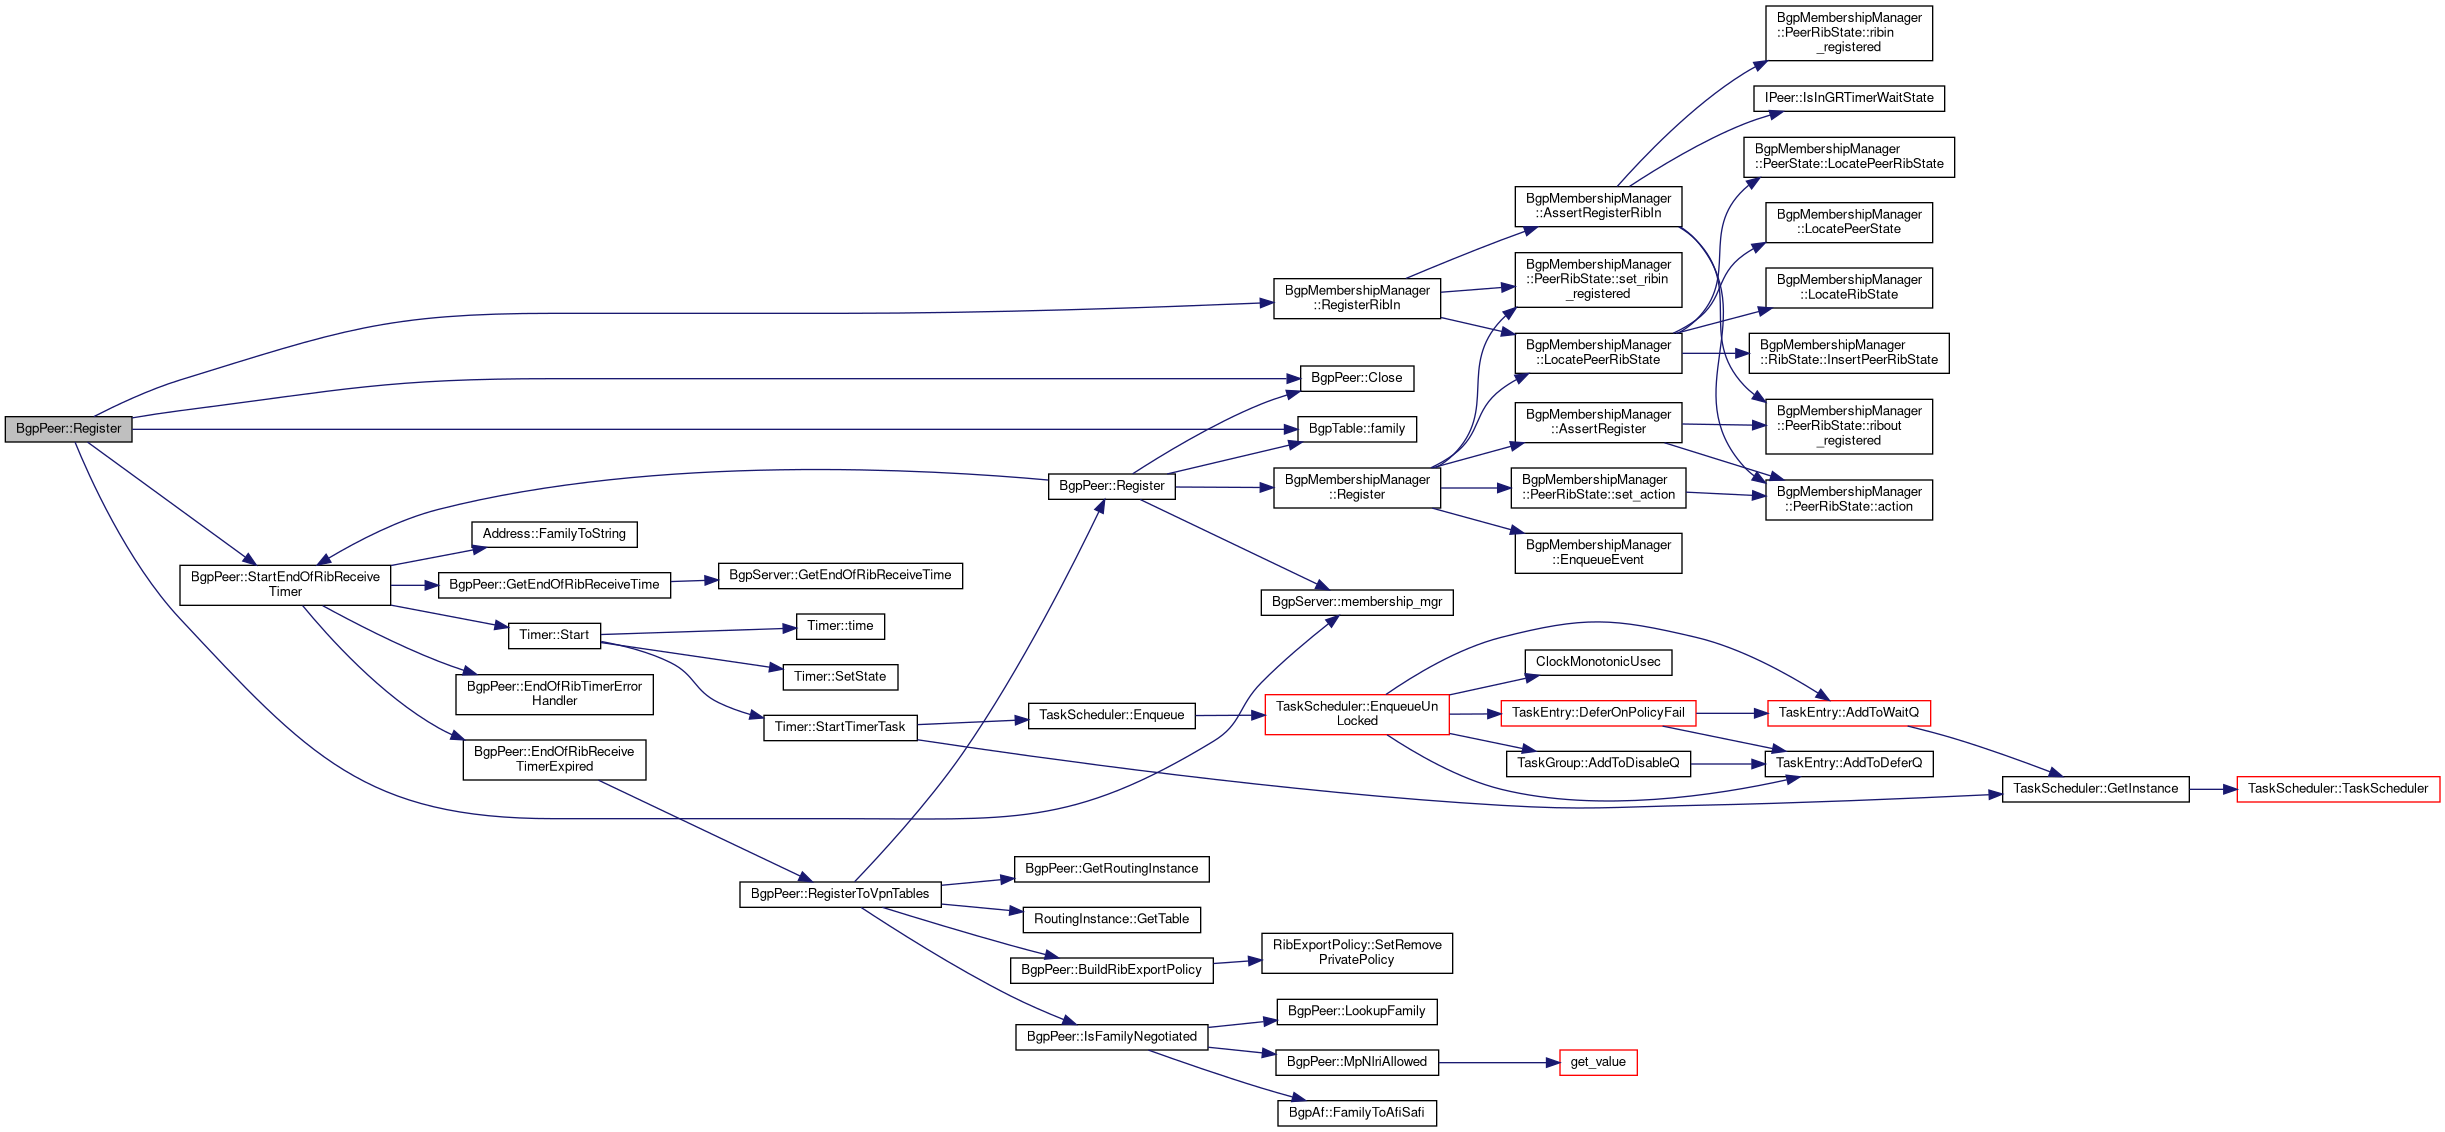 BgpMembershipManager
::PeerRibState::ribin
_registered
IPeer::IsInGRTimerWaitState
BgpMembershipManager
::PeerState::LocatePeerRibState
BgpMembershipManager
::AssertRegisterRibIn
BgpMembershipManager
::LocatePeerState
BgpMembershipManager
::PeerRibState::set_ribin
_registered
BgpMembershipManager
::LocateRibState
BgpMembershipManager
::RegisterRibIn
BgpMembershipManager
::LocatePeerRibState
BgpMembershipManager
::RibState::InsertPeerRibState
BgpPeer::Close
BgpPeer::Register
BgpTable::family
BgpMembershipManager
::AssertRegister
BgpMembershipManager
::PeerRibState::ribout
_registered
BgpPeer::Register
BgpMembershipManager
::Register
BgpMembershipManager
::PeerRibState::set_action
BgpMembershipManager
::PeerRibState::action
Address::FamilyToString
BgpMembershipManager
::EnqueueEvent
BgpPeer::StartEndOfRibReceive
Timer
BgpPeer::GetEndOfRibReceiveTime
BgpServer::GetEndOfRibReceiveTime
BgpServer::membership_mgr
Timer::Start
Timer::time
ClockMonotonicUsec
Timer::SetState
BgpPeer::EndOfRibTimerError
Handler
TaskScheduler::Enqueue
TaskScheduler::EnqueueUn
Locked
TaskEntry::DeferOnPolicyFail
TaskEntry::AddToWaitQ
Timer::StartTimerTask
BgpPeer::EndOfRibReceive
TimerExpired
TaskGroup::AddToDisableQ
TaskEntry::AddToDeferQ
TaskScheduler::GetInstance
TaskScheduler::TaskScheduler
BgpPeer::GetRoutingInstance
BgpPeer::RegisterToVpnTables
RoutingInstance::GetTable
RibExportPolicy::SetRemove
PrivatePolicy
BgpPeer::BuildRibExportPolicy
BgpPeer::LookupFamily
BgpPeer::IsFamilyNegotiated
BgpPeer::MpNlriAllowed
get_value
BgpAf::FamilyToAfiSafi